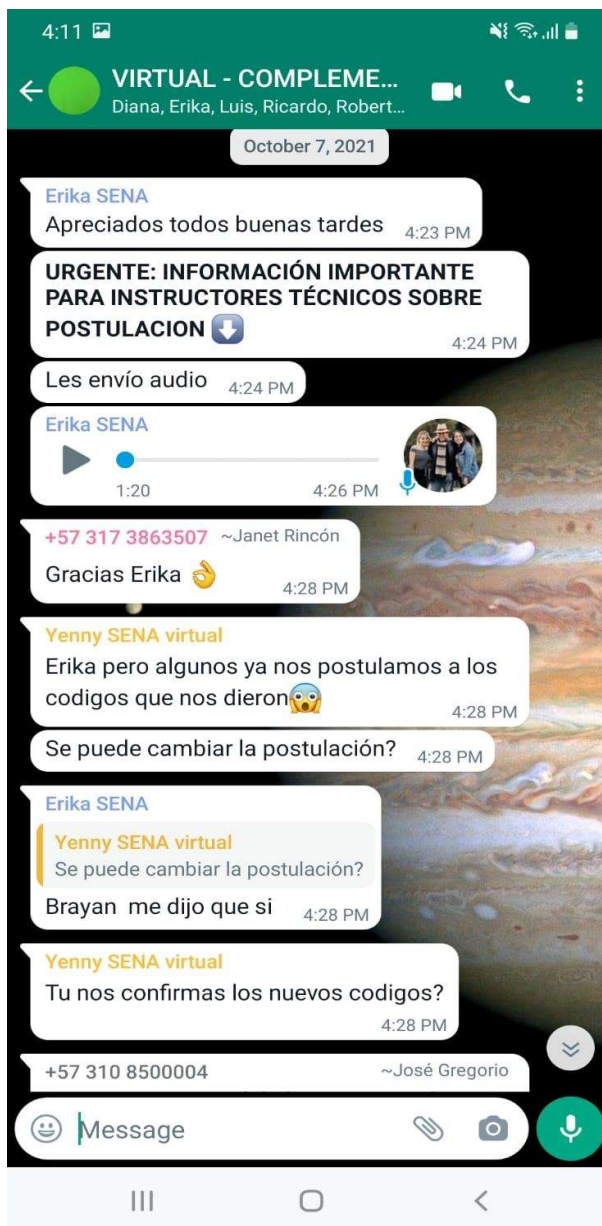 4:11
VIRTUAL - COMPLEME...
Diana, Erika, Luis, Ricardo, Robert...
October 7, 2021
Erika SENA
Apreciados todos buenas tardes 4:23 PM
URGENTE: INFORMACIÓN IMPORTANTE
PARA INSTRUCTORES TÉCNICOS SOBRE
POSTULACION ⬇️
4:24 PM
Les envío audio 4:24 PM
Erika SENA
1:20 4:26 PM
+57 317 3863507 ~Janet Rincón
Gracias Erika 👌
4:28 PM
Yenny SENA virtual
Erika pero algunos ya nos postulamos a los
codigos que nos dieron😱
4:28 PM
Se puede cambiar la postulación? 4:28 PM
Erika SENA
Yenny SENA virtual
Se puede cambiar la postulación?
Brayan me dijo que si 4:28 PM
Yenny SENA virtual
Tu nos confirmas los nuevos codigos?
4:28 PM
+57 310 8500004 ~José Gregorio
Message